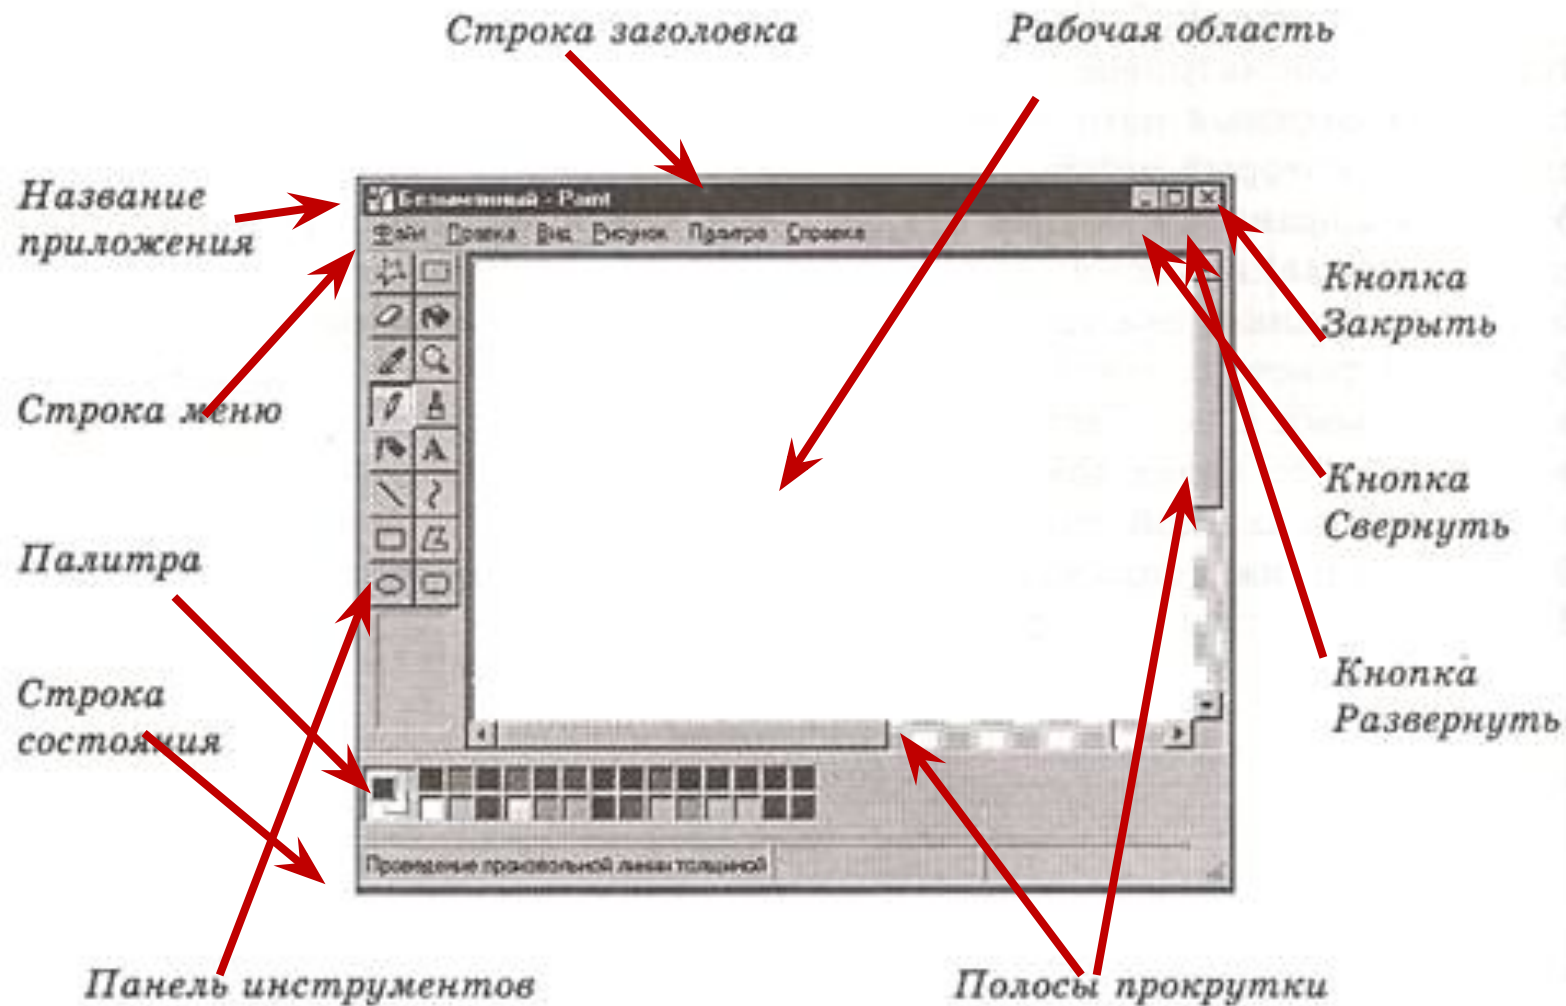 Строка заголовка
Рабочая область
Название
приложения
Безымянный - Paint
Файл Правка Вид Рисунок Палитра Справка
Кнопка
Закрыть
Строка меню
Кнопка
Свернуть
Палитра
Кнопка
Развернуть
Строка
состояния
Проведение произвольной линии толщиной
Панель инструментов
Полосы прокрутки